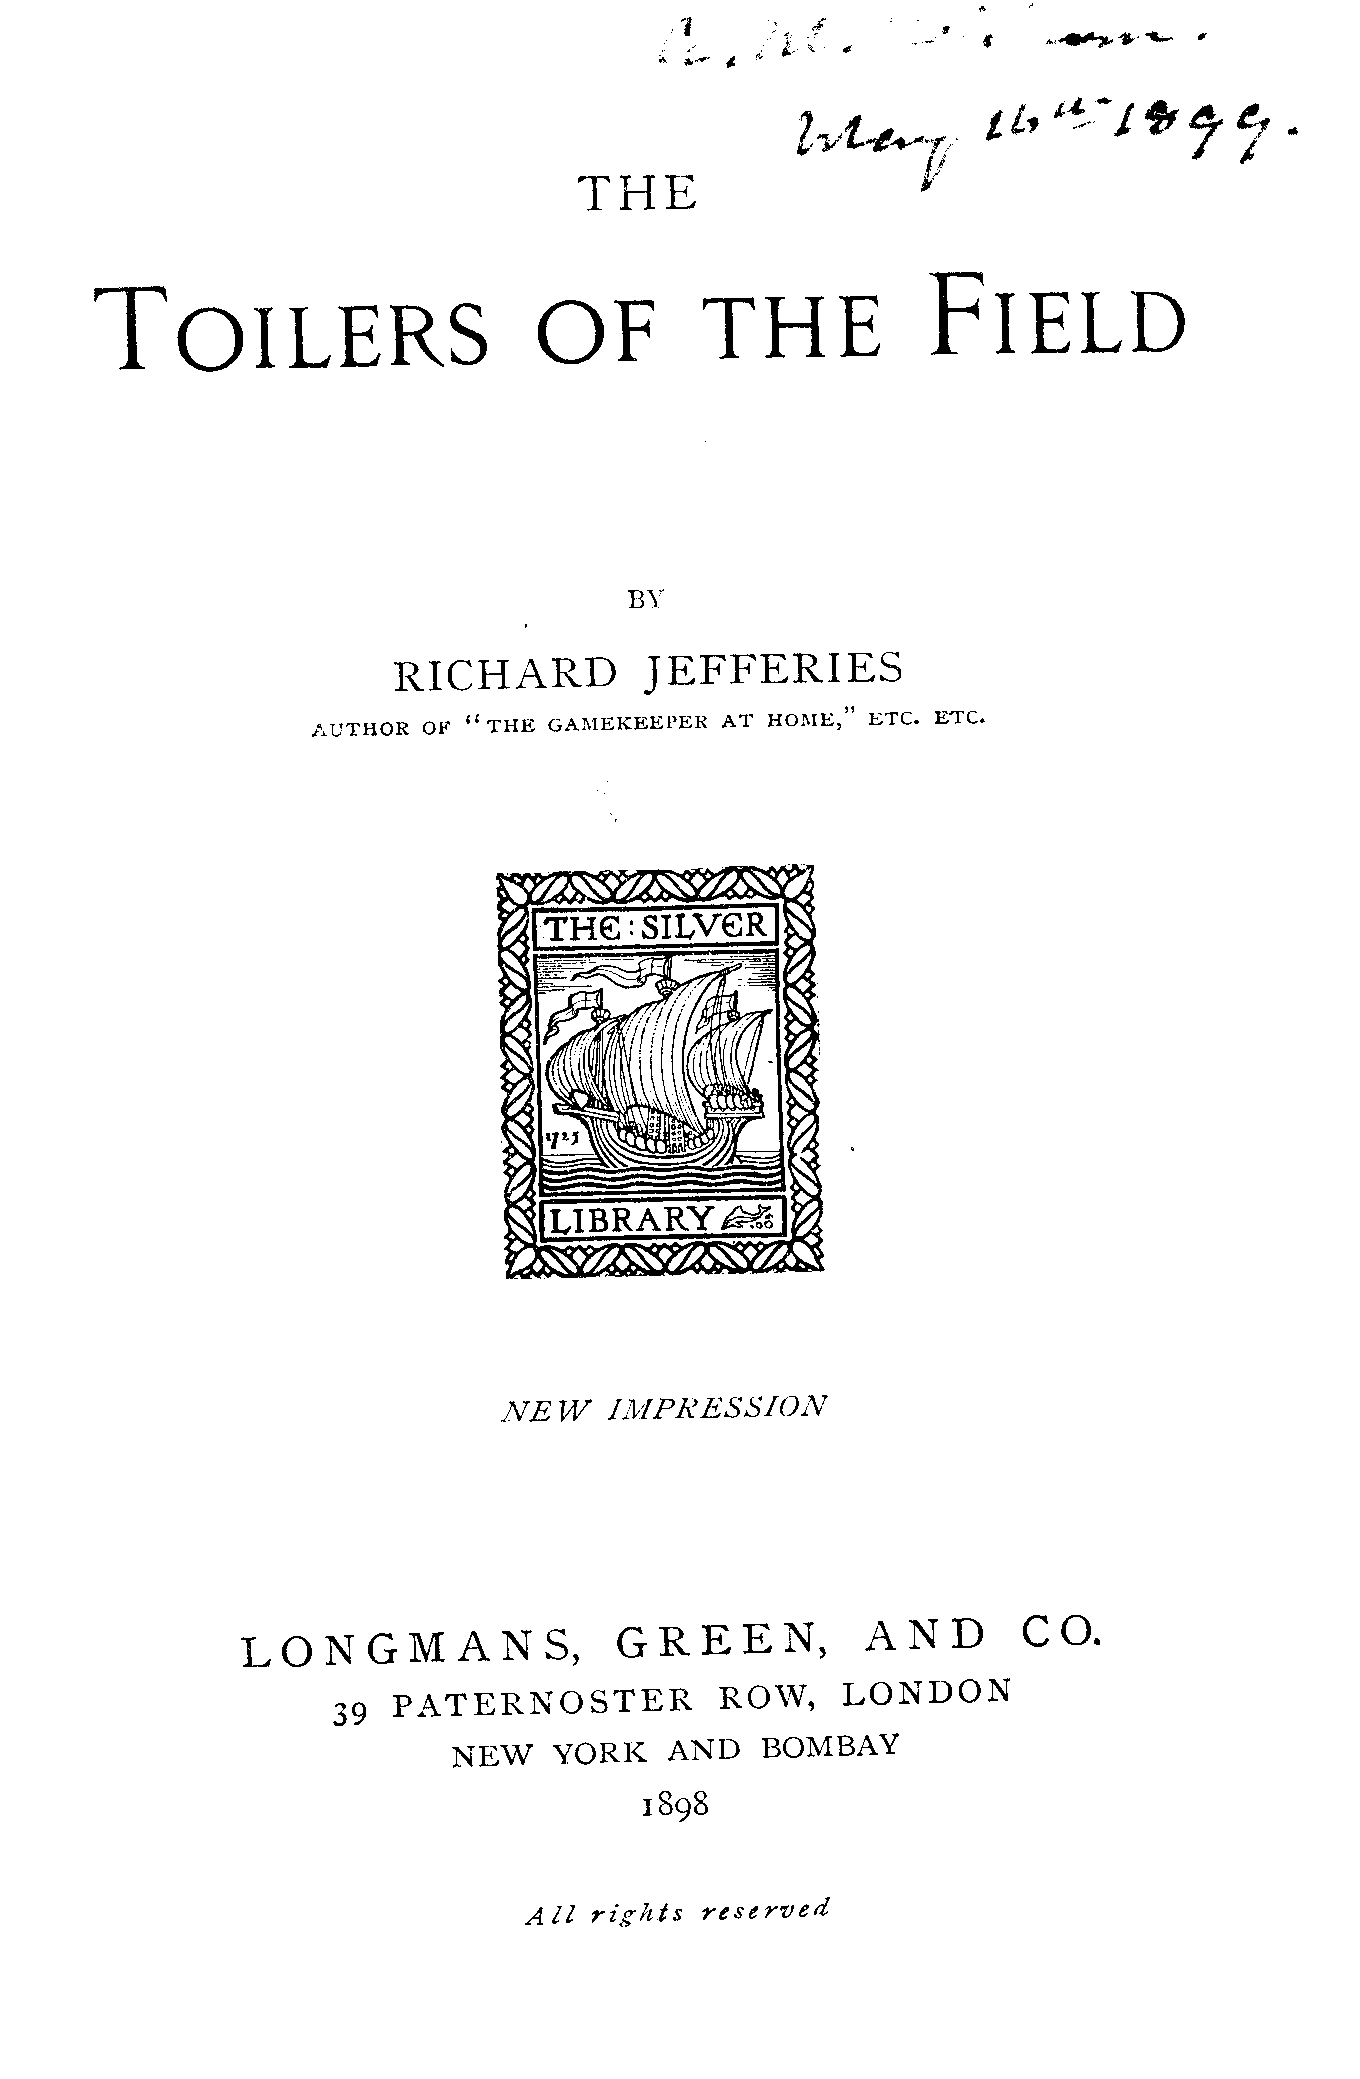 May 16th 1899.
THE
TOILERS OF THE FIELD
BY
RICHARD JEFFERIES
AUTHOR OF "THE GAMEKEEPER AT HOME," ETC. ETC.
THE : SILVER
1725
LIBRARY
NEW IMPRESSION
LONGMANS, GREEN, AND CO.
39 PATERNOSTER ROW, LONDON
NEW YORK AND BOMBAY
1898
All rights reserved